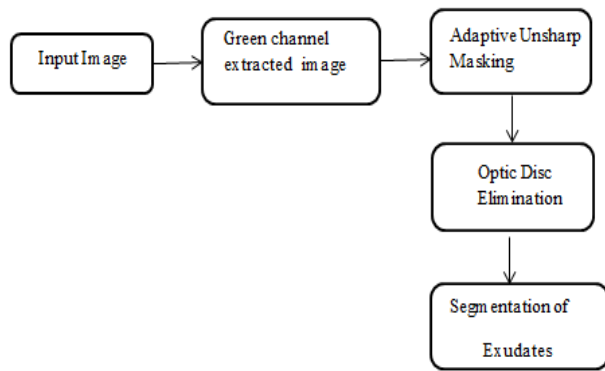 Input Image
Green channel
extracted image
Adaptive Unsharp
Masking
Optic Disc
Elimination
Segmentation of
Exudates